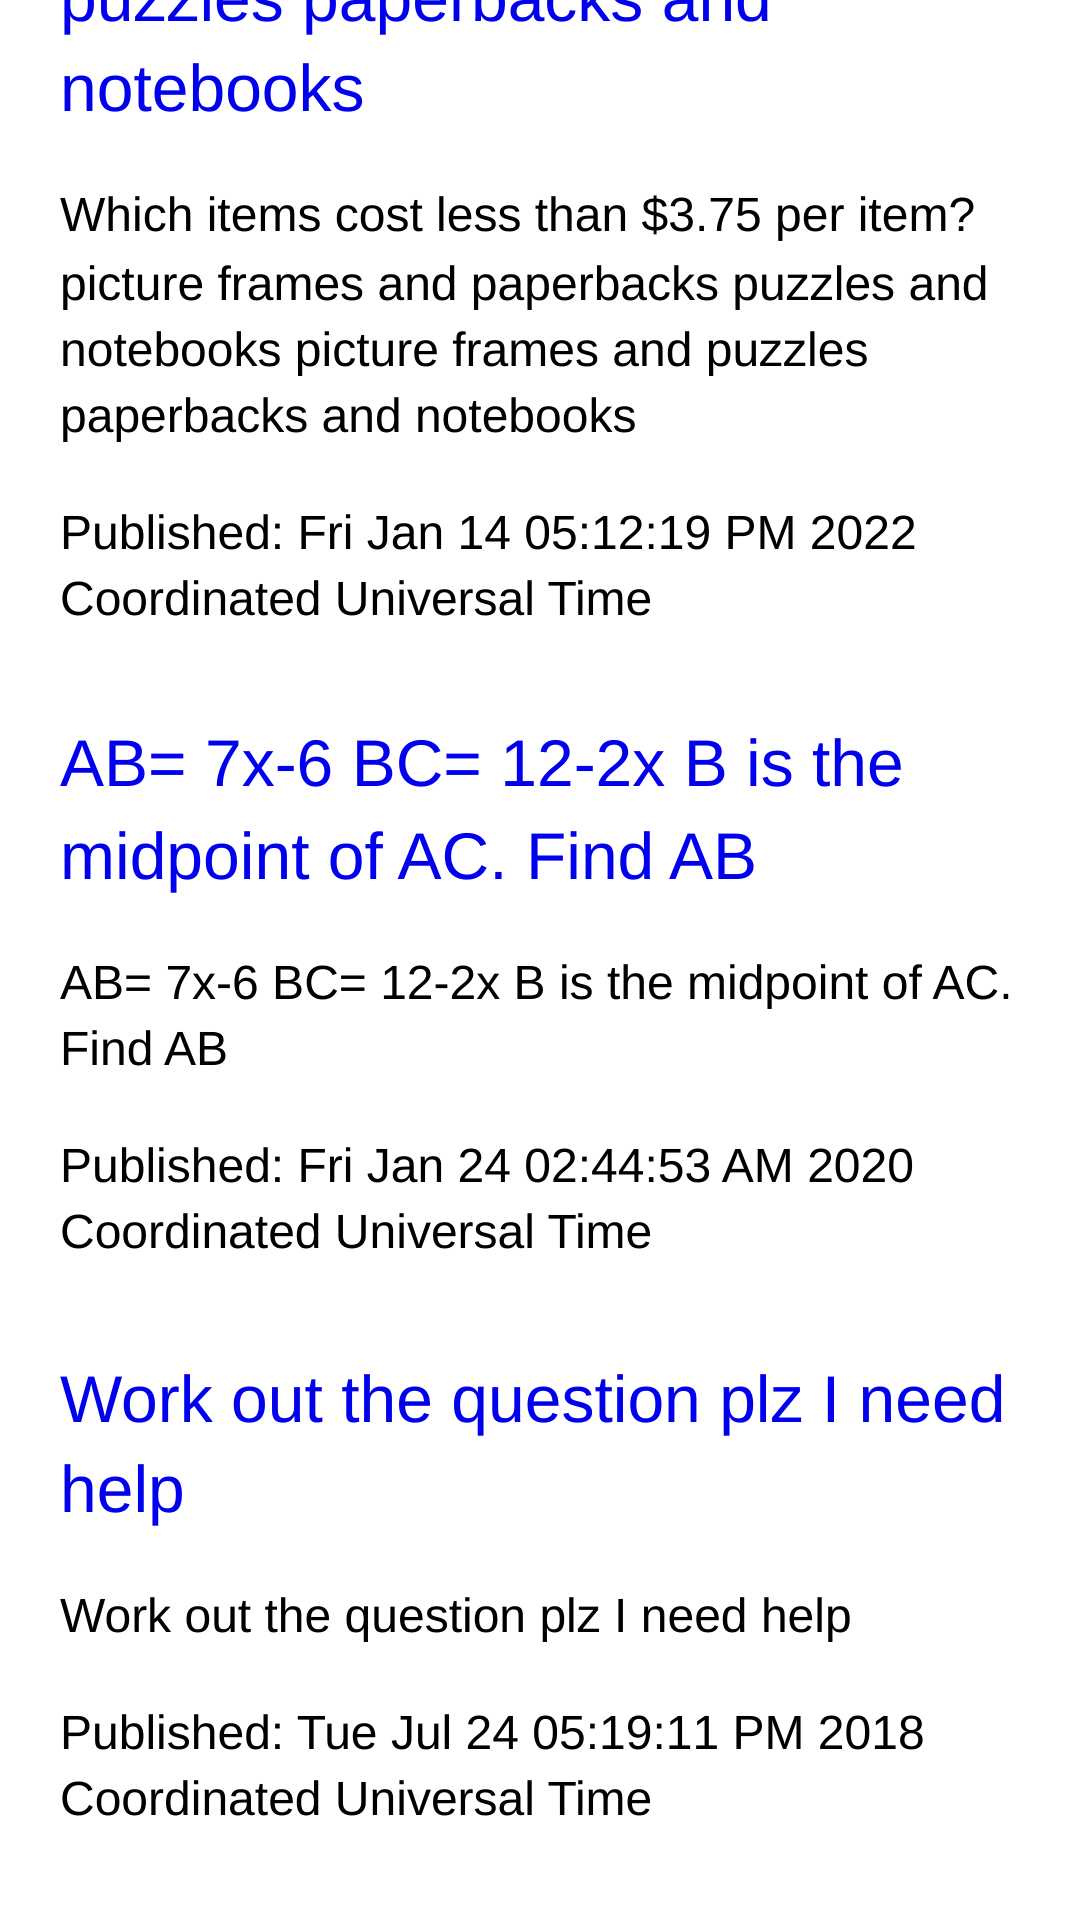 puzzles paperbacks and
notebooks
Which items cost less than $3.75 per item?
picture frames and paperbacks puzzles and
notebooks picture frames and puzzles
paperbacks and notebooks
Published: Fri Jan 14 05:12:19 PM 2022
Coordinated Universal Time
AB= 7x-6 BC= 12-2x B is the
midpoint of AC. Find AB
AB= 7x-6 BC= 12-2x B is the midpoint of AC.
Find AB
Published: Fri Jan 24 02:44:53 AM 2020
Coordinated Universal Time
Work out the question plz I need
help
Work out the question plz I need help
Published: Tue Jul 24 05:19:11 PM 2018
Coordinated Universal Time